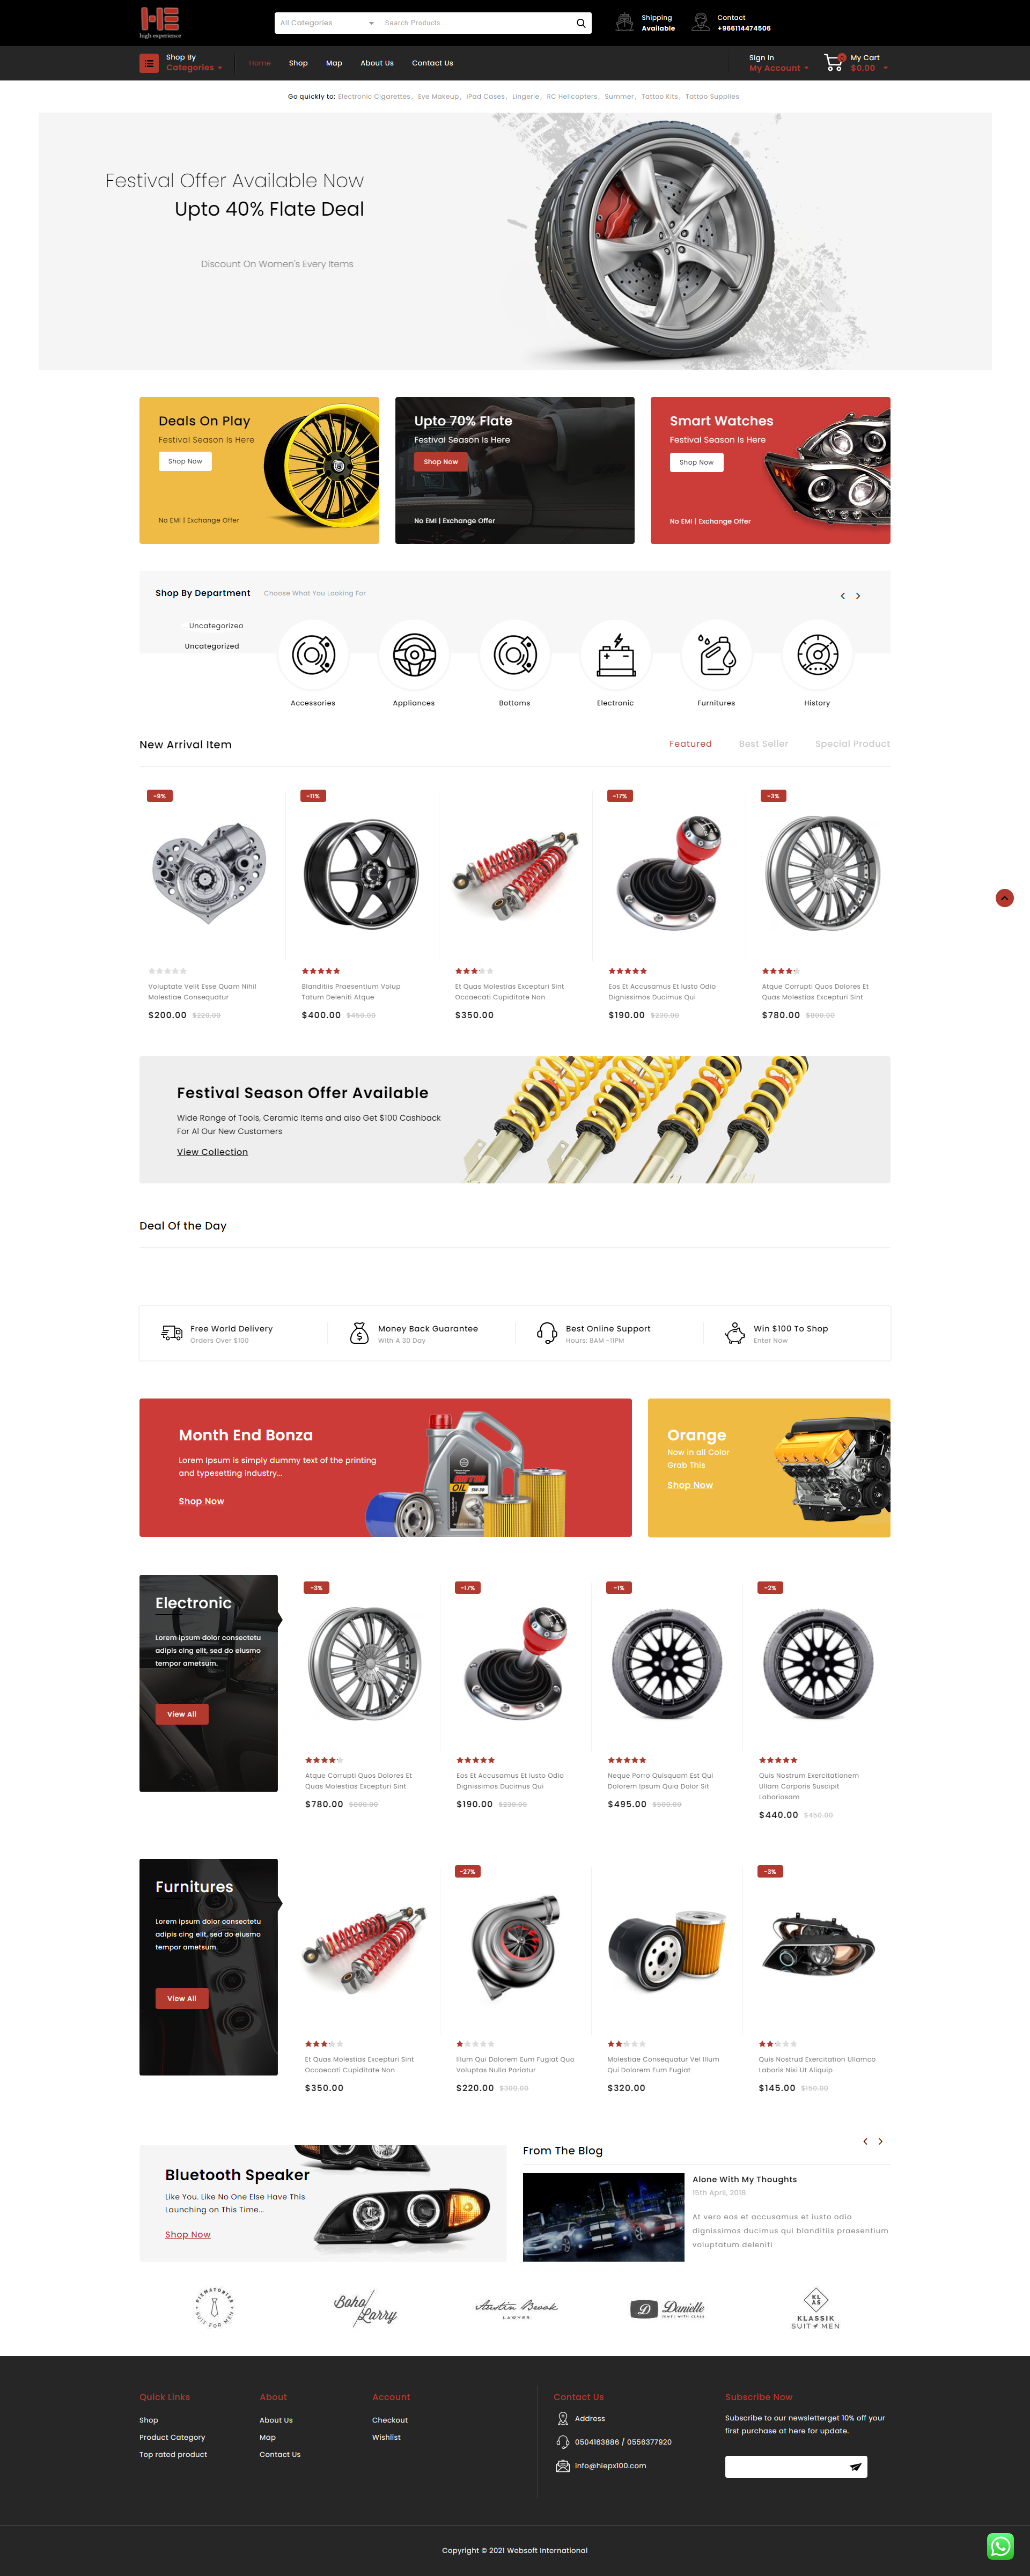 HE
high experience
All Categories
Search Products...
Shipping
Available
Contact
+966114474506
Shop By
Categories
Home
Shop
Map
About Us
Contact Us
Sign In
My Account
My Cart
$0.00
Go quickly to: Electronic Cigarettes, Eye Makeup, iPad Cases, Lingerie, RC Helicopters, Summer, Tattoo Kits, Tattoo Supplies
Festival Offer Available Now
Upto 40% Flate Deal
Discount On Women's Every Items
Deals On Play
Festival Season Is Here
Shop Now
No EMI | Exchange Offer
Upto 70% Flate
Festival Season Is Here
Shop Now
No EMI | Exchange Offer
Smart Watches
Festival Season Is Here
Shop Now
No EMI | Exchange Offer
Shop By Department
Choose What You Looking For
...Uncategorizeo
Uncategorized
Accessories
Appliances
Bottoms
Electronic
Furnitures
History
New Arrival Item
Featured
Best Seller
Special Product
-9%
-11%
-17%
-3%
Voluptate Velit Esse Quam Nihil
Molestiae Consequatur
$200.00 $220.00
Blanditiis Praesentium Volup
Tatum Deleniti Atque
$400.00 $450.00
Et Quas Molestias Excepturi Sint
Occaecati Cupiditate Non
$350.00
Eos Et Accusamus Et Iusto Odio
Dignissimos Ducimus Qui
$190.00 $230.00
Atque Corrupti Quos Dolores Et
Quas Molestias Excepturi Sint
$780.00 $800.00
Festival Season Offer Available
Wide Range of Tools, Ceramic Items and also Get $100 Cashback
For Al Our New Customers
View Collection
Deal Of the Day
Free World Delivery
Orders Over $100
Money Back Guarantee
With A 30 Day
Best Online Support
Hours: 8AM -11PM
Win $100 To Shop
Enter Now
Month End Bonza
Lorem Ipsum is simply dummy text of the printing
and typesetting industry...
Shop Now
MOTOR
OIL 5W-30
Orange
Now in all Color
Grab This
Shop Now
Electronic
Lorem ipsum dolor consectetu
adipis cing elit, sed do eiusmo
tempor ametsum.
View All
-3%
-17%
-1%
-2%
Atque Corrupti Quos Dolores Et
Quas Molestias Excepturi Sint
$780.00 $800.00
Eos Et Accusamus Et Iusto Odio
Dignissimos Ducimus Qui
$190.00 $230.00
Neque Porro Quisquam Est Qui
Dolorem Ipsum Quia Dolor Sit
$495.00 $500.00
Quis Nostrum Exercitationem
Ullam Corporis Suscipit
Laboriosam
$440.00 $450.00
Furnitures
Lorem ipsum dolor consectetu
adipis cing elit, sed do eiusmo
tempor ametsum.
View All
-27%
-3%
Et Quas Molestias Excepturi Sint
Occaecati Cupiditate Non
$350.00
Illum Qui Dolorem Eum Fugiat Quo
Voluptas Nulla Pariatur
$220.00 $300.00
Molestiae Consequatur Vel Illum
Qui Dolorem Eum Fugiat
$320.00
Quis Nostrud Exercitation Ullamco
Laboris Nisi Ut Aliquip
$145.00 $150.00
Bluetooth Speaker
Like You. Like No One Else Have This
Launching on This Time...
Shop Now
From The Blog
Alone With My Thoughts
15th April, 2018
At vero eos et accusamus et iusto odio
dignissimos ducimus qui blanditiis praesentium
voluptatum deleniti
SUIT FOR MEN
Boho Larry
Austin Brook
LAWYER
D Danielle
KL
AS
KLASSIK
SUIT MEN
Quick Links
Shop
Product Category
Top rated product
About
About Us
Map
Contact Us
Account
Checkout
Wishlist
Contact Us
Address
0504163886 / 0556377920
info@hiepx100.com
Subscribe Now
Subscribe to our newsletterget 10% off your
first purchase at here for update.
Copyright © 2021 Websoft International